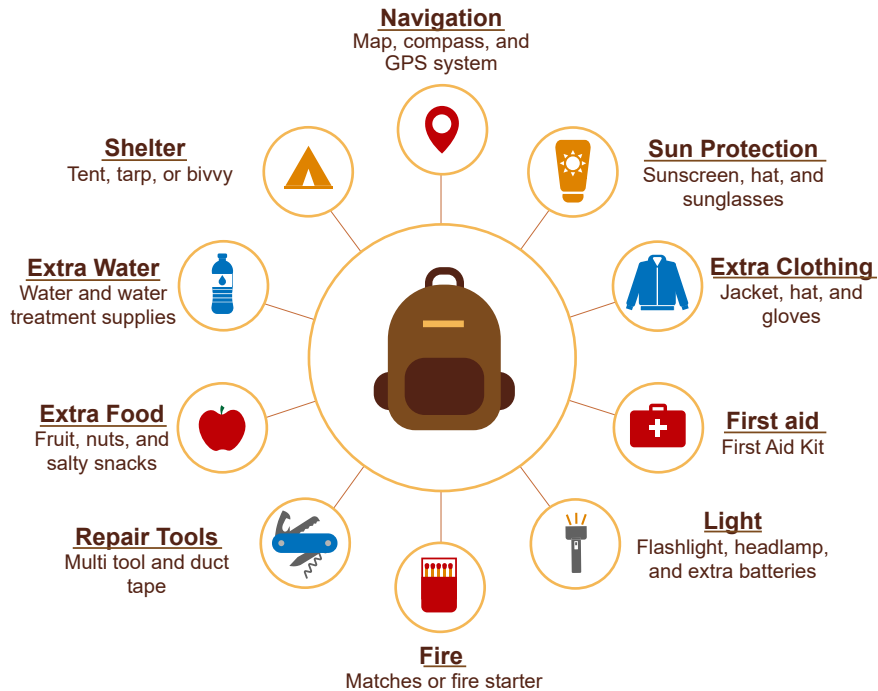 Navigation
Map, compass, and
GPS system
Sun Protection
Sunscreen, hat, and
sunglasses
Extra Clothing
Jacket, hat, and
gloves
First aid
First Aid Kit
Light
Flashlight, headlamp,
and extra batteries
Fire
Matches or fire starter
Repair Tools
Multi tool and duct
tape
Extra Food
Fruit, nuts, and
salty snacks
Extra Water
Water and water
treatment supplies
Shelter
Tent, tarp, or bivvy